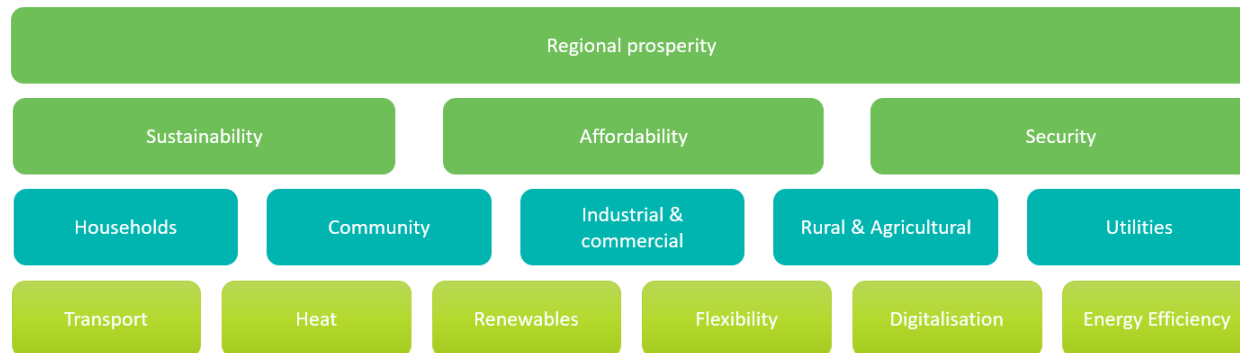 Regional prosperity
Sustainability
Affordability
Security
Households
Community
Industrial &
commercial
Rural & Agricultural
Utilities
Transport
Heat
Renewables
Flexibility
Digitalisation
Energy Efficiency